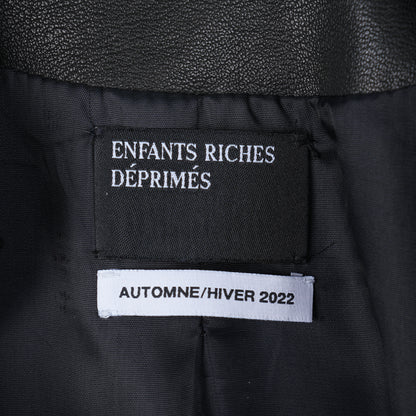 ENFANTS RICHES
DÉPRIMÉS
AUTOMNE/HIVER 2022